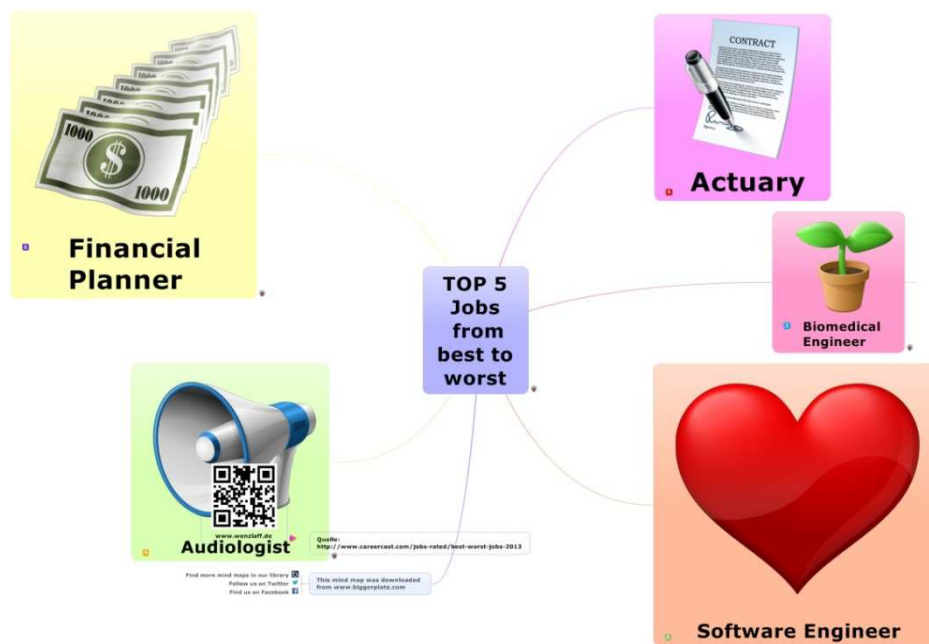 TOP 5
Jobs
from
best to
worst
CONTRACT
Actuary
Biomedical
Engineer
Software Engineer
www.wenzlaff.de
Audiologist
Quelle:
http://www.careercast.com/jobs-rated/best-worst-jobs-2013
1000
1000
Financial
Planner
This mind map was downloaded
from www.biggerplate.com
Find more mind maps in our library
Follow us on Twitter
Find us on Facebook